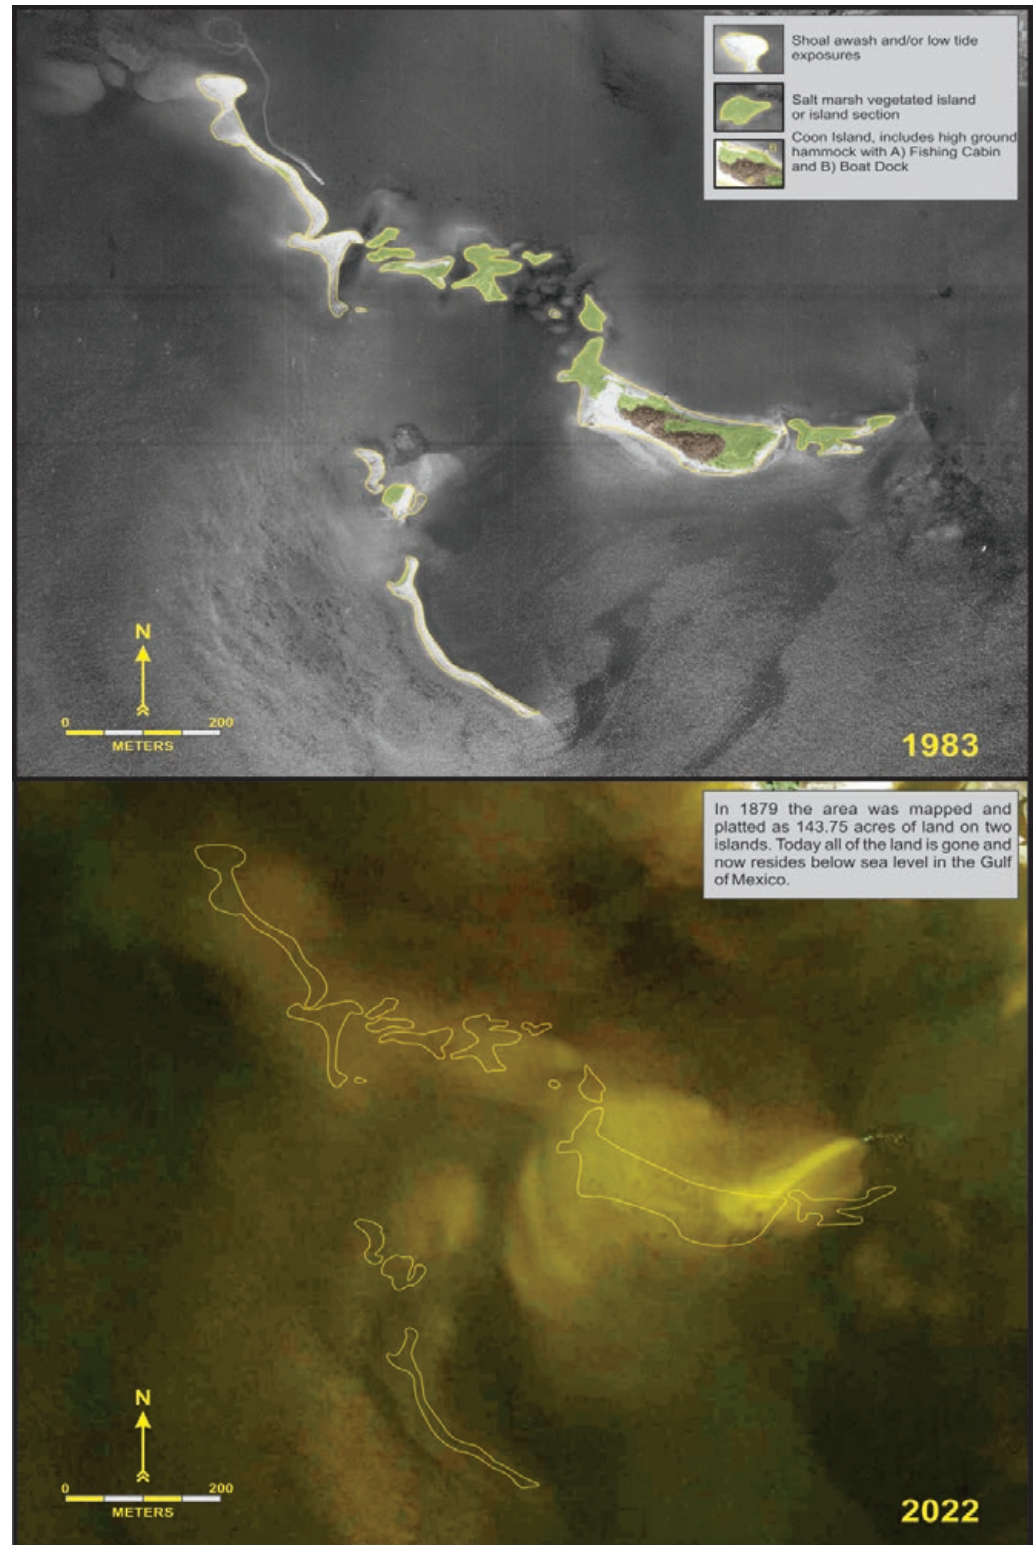 Shoal awash and/or low tide
exposures
Salt marsh vegetated island
or island section
Coon Island, includes high ground
hammock with A) Fishing Cabin
and B) Boat Dock
B
N
0 200
METERS
1983
In 1879 the area was mapped and
platted as 143.75 acres of land on two
islands. Today all of the land is gone and
now resides below sea level in the Gulf
of Mexico.
N
0 200
METERS
2022